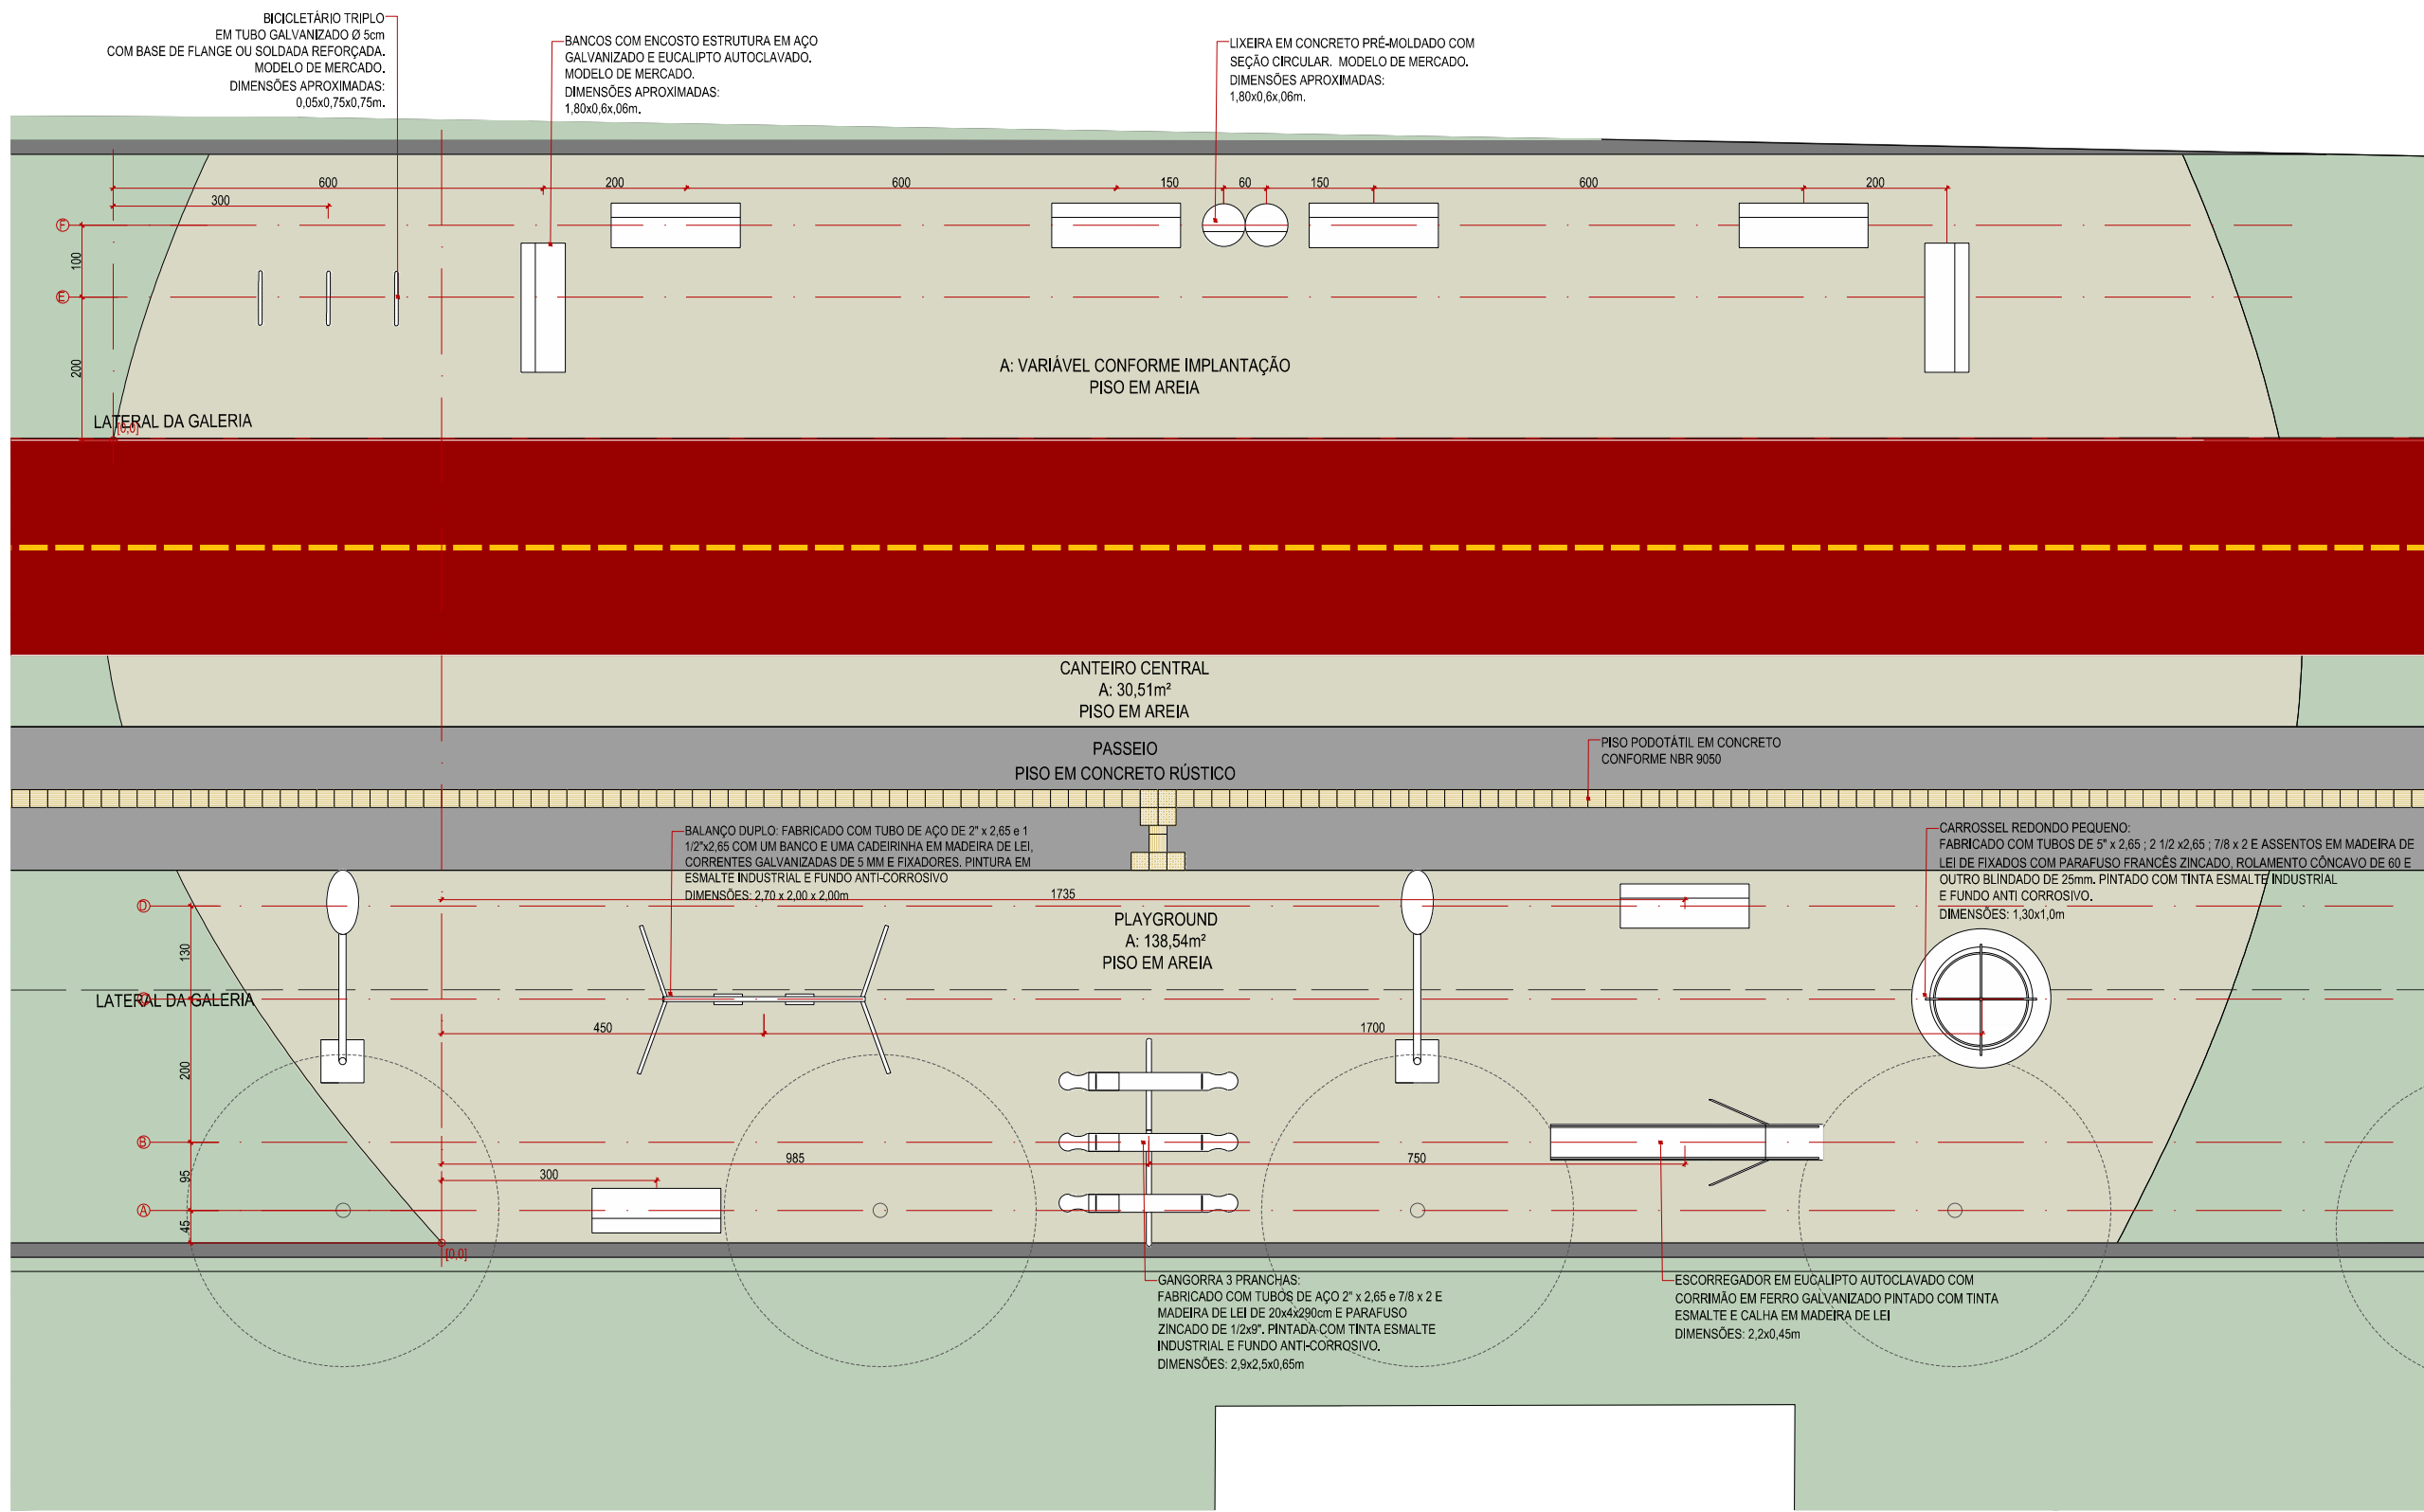 BICICLETÁRIO TRIPLO
EM TUBO GALVANIZADO Ø 5cm
COM BASE DE FLANGE OU SOLDADA REFORÇADA.
MODELO DE MERCADO.
DIMENSÕES APROXIMADAS:
0,05x0,75x0,75m.
BANCOS COM ENCOSTO ESTRUTURA EM AÇO
GALVANIZADO E EUCALIPTO AUTOCLAVADO.
MODELO DE MERCADO.
DIMENSÕES APROXIMADAS:
1,80x0,6x,06m.
LIXEIRA EM CONCRETO PRÉ-MOLDADO COM
SEÇÃO CIRCULAR. MODELO DE MERCADO.
DIMENSÕES APROXIMADAS:
1,80x0,6x,06m.
600
200
600
150
60
150
600
200
300
F
100
E
200
A: VARIÁVEL CONFORME IMPLANTAÇÃO
PISO EM AREIA
LATERAL DA GALERIA
[0,0]
CANTEIRO CENTRAL
A: 30,51m²
PISO EM AREIA
PASSEIO
PISO EM CONCRETO RÚSTICO
PISO PODOTÁTIL EM CONCRETO
CONFORME NBR 9050
BALANÇO DUPLO: FABRICADO COM TUBO DE AÇO DE 2" x 2,65 e 1
1/2"x2,65 COM UM BANCO E UMA CADEIRINHA EM MADEIRA DE LEI,
CORRENTES GALVANIZADAS DE 5 MM E FIXADORES. PINTURA EM
ESMALTE INDUSTRIAL E FUNDO ANTI-CORROSIVO
DIMENSÕES: 2,70 x 2,00 x 2,00m
CARROSSEL REDONDO PEQUENO:
FABRICADO COM TUBOS DE 5" x 2,65 ; 2 1/2 x2,65 ; 7/8 x 2 E ASSENTOS EM MADEIRA DE
LEI DE FIXADOS COM PARAFUSO FRANCÊS ZINCADO, ROLAMENTO CÔNCAVO DE 60 E
OUTRO BLINDADO DE 25mm. PINTADO COM TINTA ESMALTE INDUSTRIAL
E FUNDO ANTI CORROSIVO.
DIMENSÕES: 1,30x1,0m
1735
D
PLAYGROUND
A: 138,54m²
PISO EM AREIA
130
LATERAL DA GALERIA
C
450
1700
200
B
985
750
300
95
A
45
[0,0]
GANGORRA 3 PRANCHAS:
FABRICADO COM TUBOS DE AÇO 2" x 2,65 e 7/8 x 2 E
MADEIRA DE LEI DE 20x4x290cm E PARAFUSO
ZINCADO DE 1/2x9". PINTADA COM TINTA ESMALTE
INDUSTRIAL E FUNDO ANTI-CORROSIVO.
DIMENSÕES: 2,9x2,5x0,65m
ESCORREGADOR EM EUCALIPTO AUTOCLAVADO COM
CORRIMÃO EM FERRO GALVANIZADO PINTADO COM TINTA
ESMALTE E CALHA EM MADEIRA DE LEI
DIMENSÕES: 2,2x0,45m